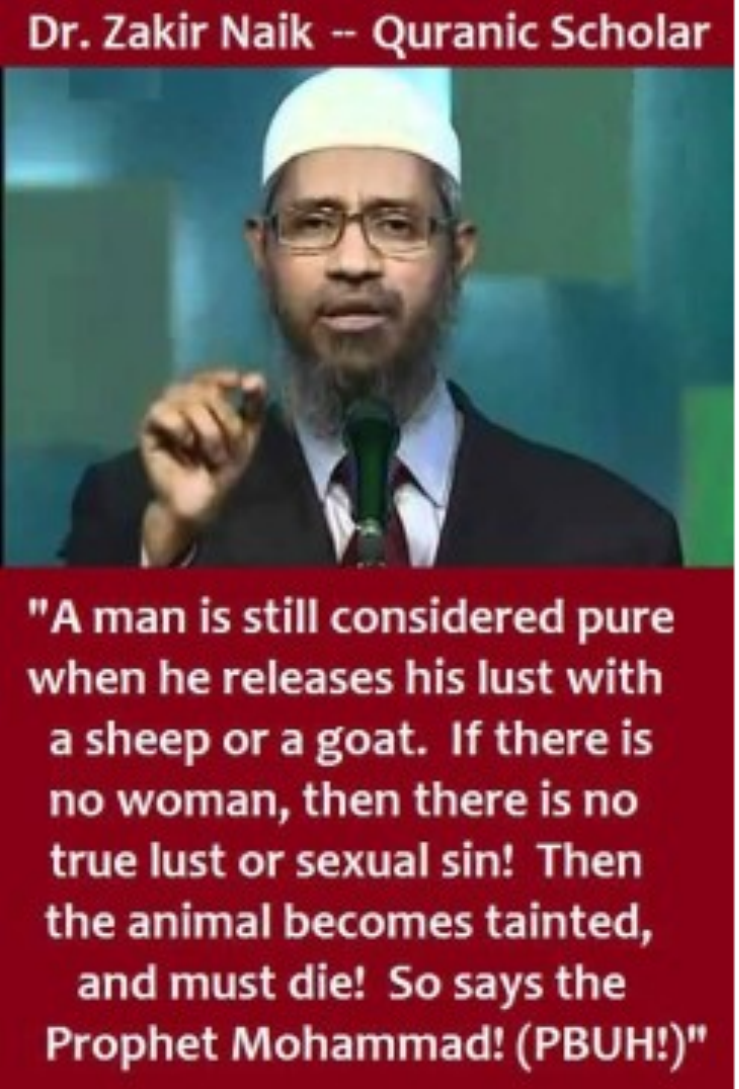 Dr. Zakir Naik -- Quranic Scholar
"A man is still considered pure
when he releases his lust with
a sheep or a goat. If there is
no woman, then there is no
true lust or sexual sin! Then
the animal becomes tainted,
and must die! So says the
Prophet Mohammad! (PBUH!)"